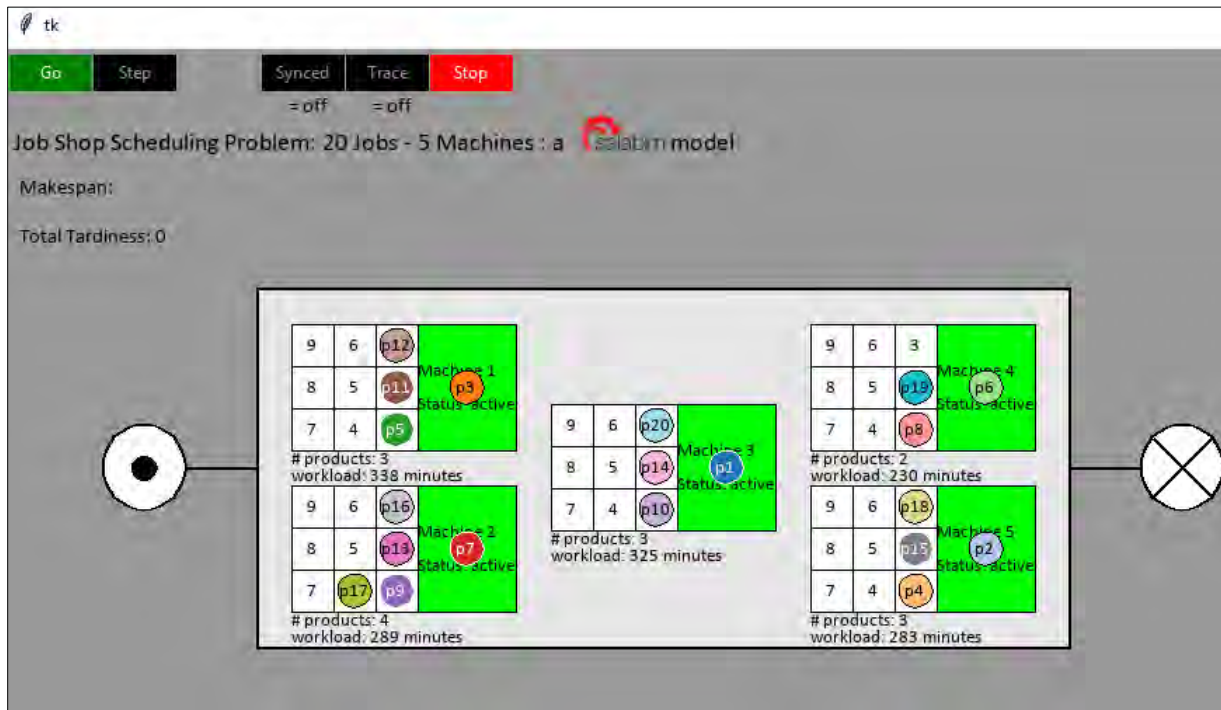 tk
Go Step Synced Trace Stop
= off = off
Job Shop Scheduling Problem: 20 Jobs - 5 Machines : a salabim model
Makespan:
Total Tardiness: 0
9 6 p12
8 5 p11
7 4 p5
Machine 1
p3
Status: active
# products: 3
workload: 338 minutes
9 6 p16
8 5 p13
7 p17 p9
Machine 2
p7
Status: active
# products: 4
workload: 289 minutes
9 6 p20
8 5 p14
7 4 p10
Machine 3
p1
Status: active
# products: 3
workload: 325 minutes
9 6 3
8 5 p19
7 4 p8
Machine 4
p6
Status: active
# products: 2
workload: 230 minutes
9 6 p18
8 5 p15
7 4 p4
Machine 5
p2
Status: active
# products: 3
workload: 283 minutes